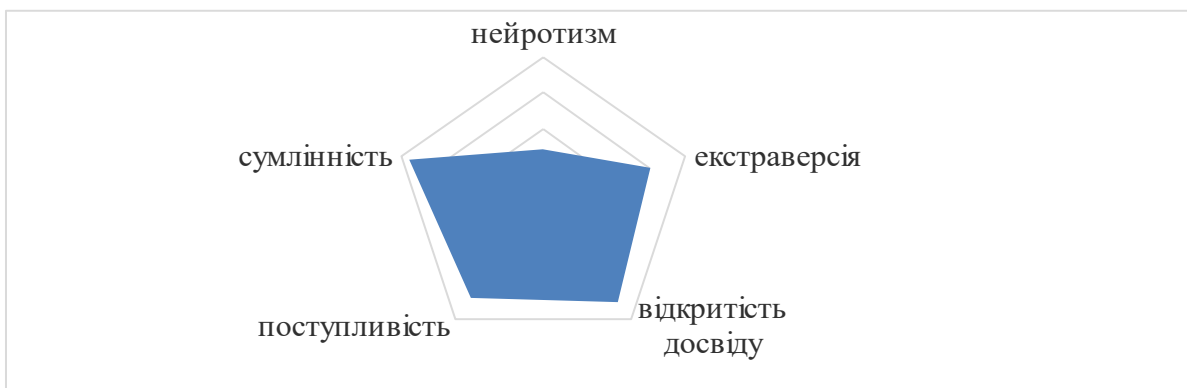 нейротизм
сумлінність
екстраверсія
поступливість
відкритість
досвіду